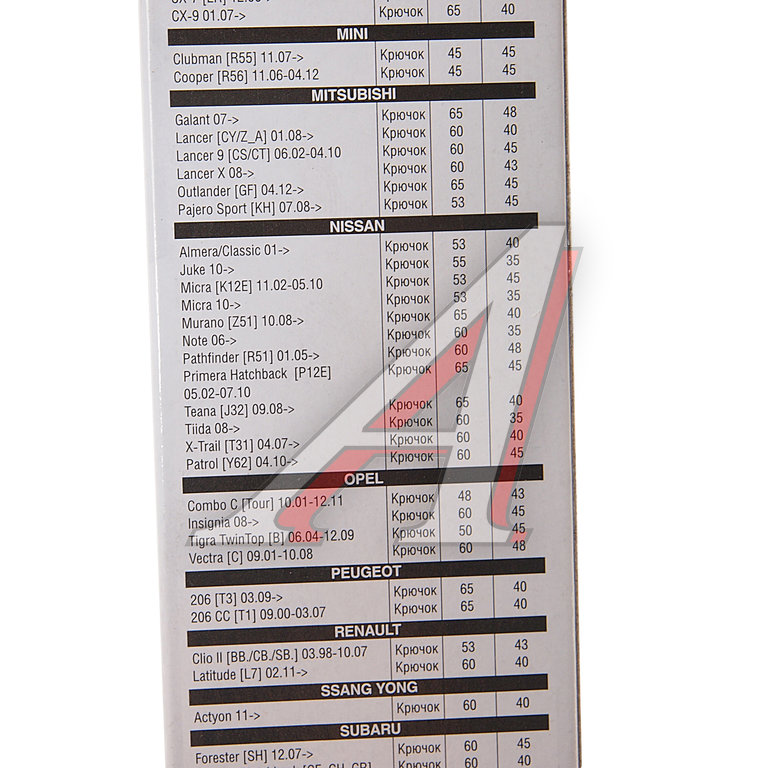 CX-9 01.07-> Крючок 65 40
MINI
Clubman [R55] 11.07-> Крючок 45 45
Cooper [R56] 11.06-04.12 Крючок 45 45
MITSUBISHI
Galant 07-> Крючок 65 48
Lancer [CY/Z_A] 01.08-> Крючок 60 40
Lancer 9 [CS/CT] 06.02-04.10 Крючок 60 45
Lancer X 08-> Крючок 60 43
Outlander [GF] 04.12-> Крючок 65 45
Pajero Sport [KH] 07.08-> Крючок 53 45
NISSAN
Almera/Classic 01-> Крючок 53 40
Juke 10-> Крючок 55 35
Micra [K12E] 11.02-05.10 Крючок 53 45
Micra 10-> Крючок 53 35
Murano [Z51] 10.08-> Крючок 65 40
Note 06-> Крючок 60 35
Pathfinder [R51] 01.05-> Крючок 60 48
Primera Hatchback [P12E] Крючок 65 45
05.02-07.10
Teana [J32] 09.08-> Крючок 65 40
Tiida 08-> Крючок 60 35
X-Trail [T31] 04.07-> Крючок 60 40
Patrol [Y62] 04.10-> Крючок 60 45
OPEL
Combo C [Tour] 10.01-12.11 Крючок 48 43
Insignia 08-> Крючок 60 45
Tigra TwinTop [B] 06.04-12.09 Крючок 50 45
Vectra [C] 09.01-10.08 Крючок 60 48
PEUGEOT
206 [T3] 03.09-> Крючок 65 40
206 CC [T1] 09.00-03.07 Крючок 65 40
RENAULT
Clio II [BB./CB./SB.] 03.98-10.07 Крючок 53 43
Latitude [L7] 02.11-> Крючок 60 40
SSANG YONG
Actyon 11-> Крючок 60 40
SUBARU
Forester [SH] 12.07-> Крючок 60 45
Крючок 60 40